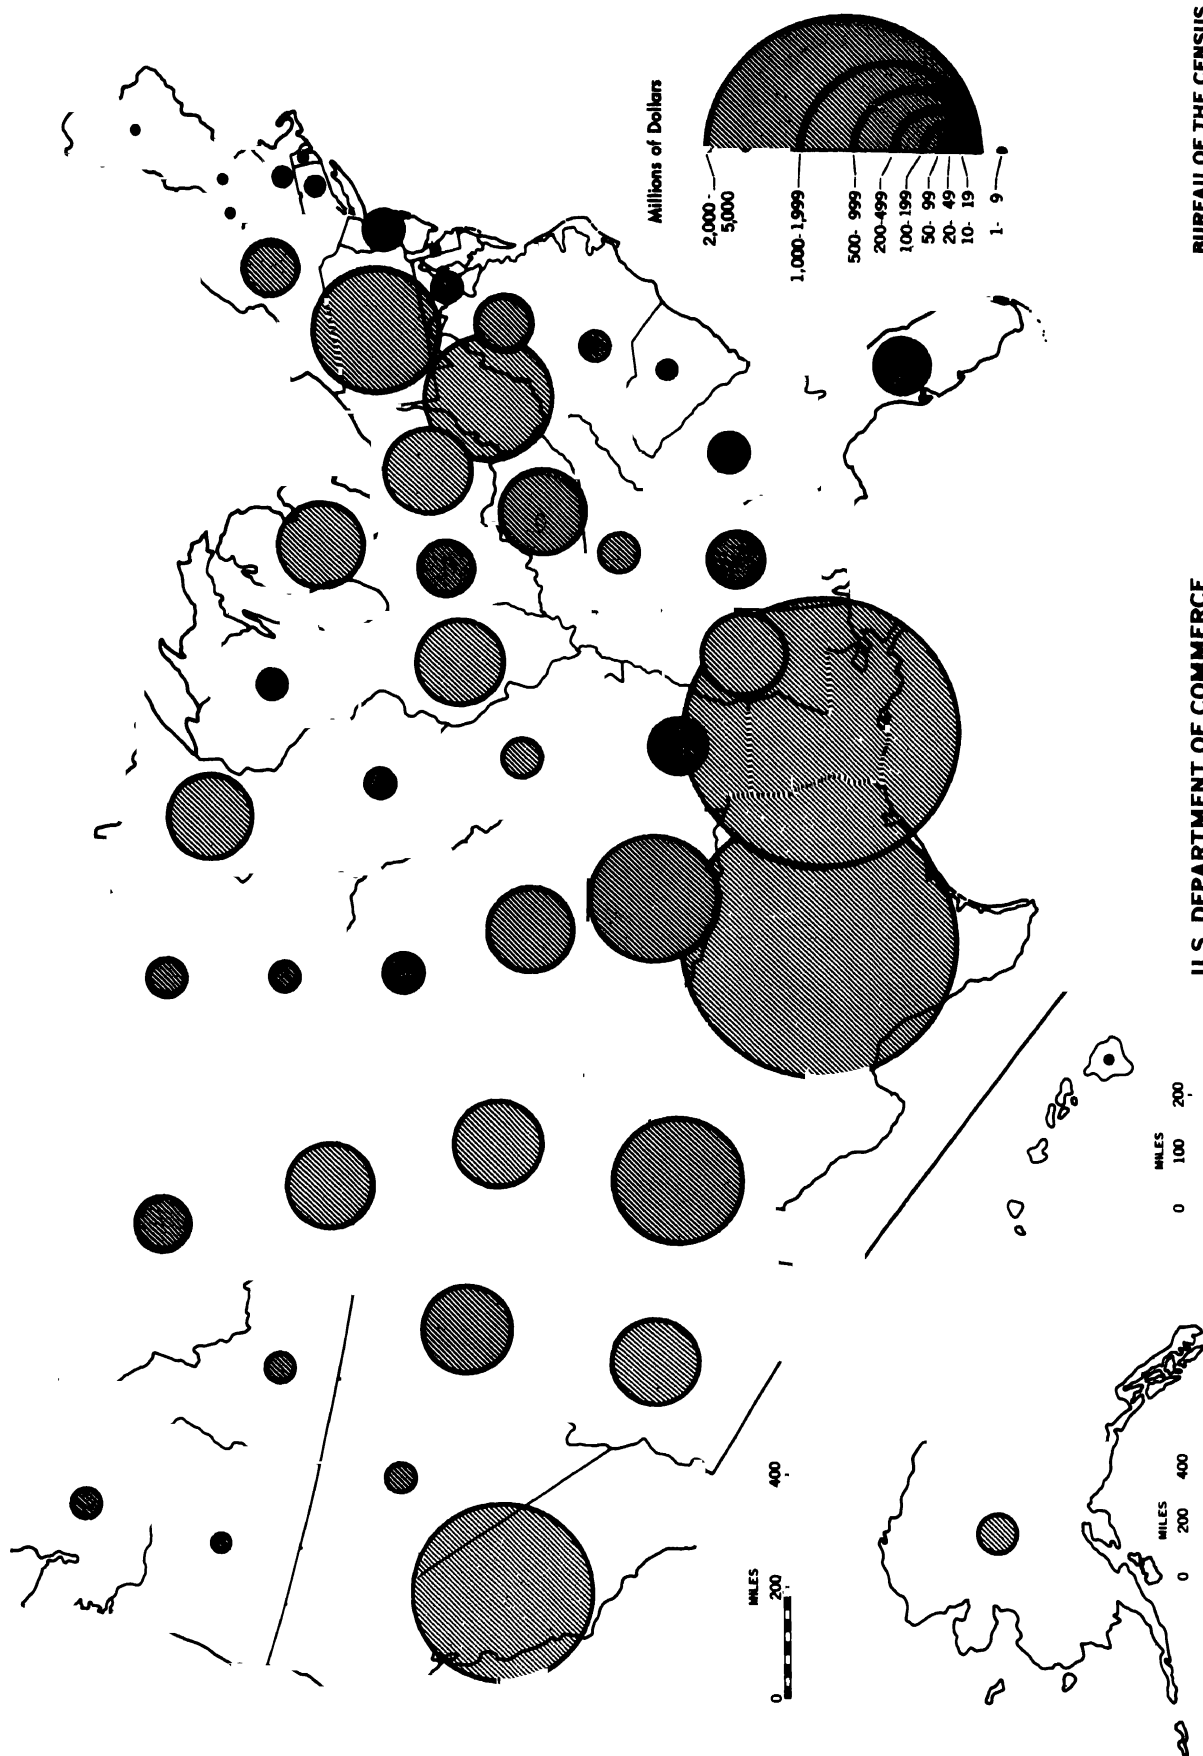 Millions of Dollars
2,000-
5,000
1,000-1,999
500- 999
200-499
100-199
50- 99
20- 49
10- 19
1- 9
MILES
0 200 400
MILES
0 200 400
MILES
0 100 200
U.S. DEPARTMENT OF COMMERCE
BUREAU OF THE CENSUS